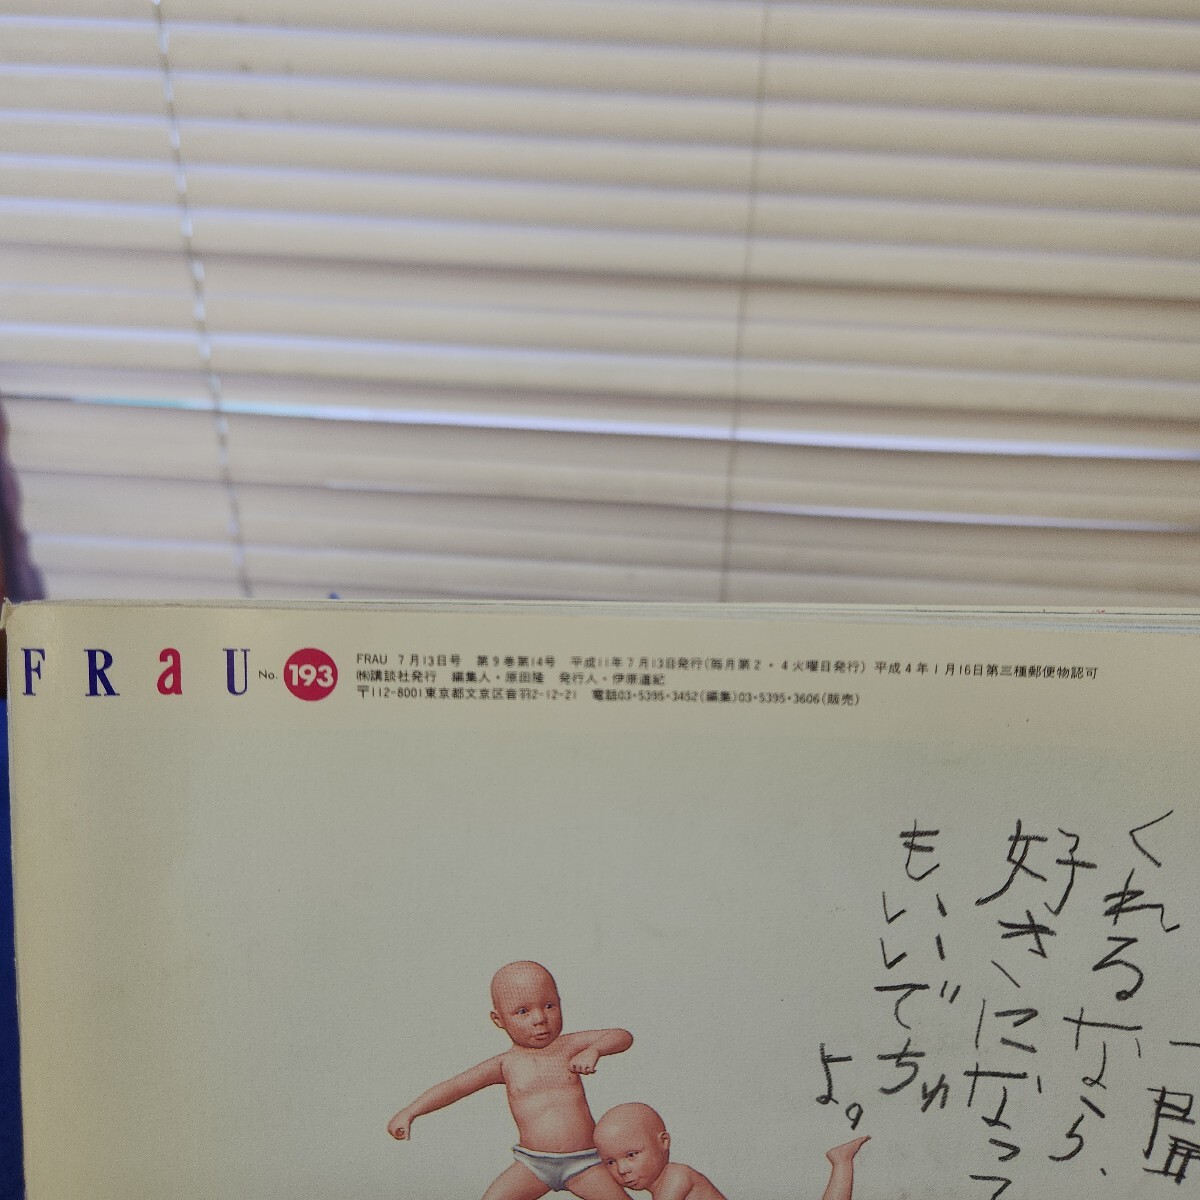 FRaU No. 193
FRAU 7月13日号 第9巻第14号 平成11年7月13日発行(毎月第2・4火曜日発行) 平成4年1月16日第三種郵便物認可
㈱講談社発行 編集人・原田隆 発行人・伊原道紀
〒112-8001東京都文京区音羽2-12-21 電話03・5395・3452(編集)03・5395・3606(販売)
一聞
くれるなら、
好きになって
もいいでちゅ
よ。